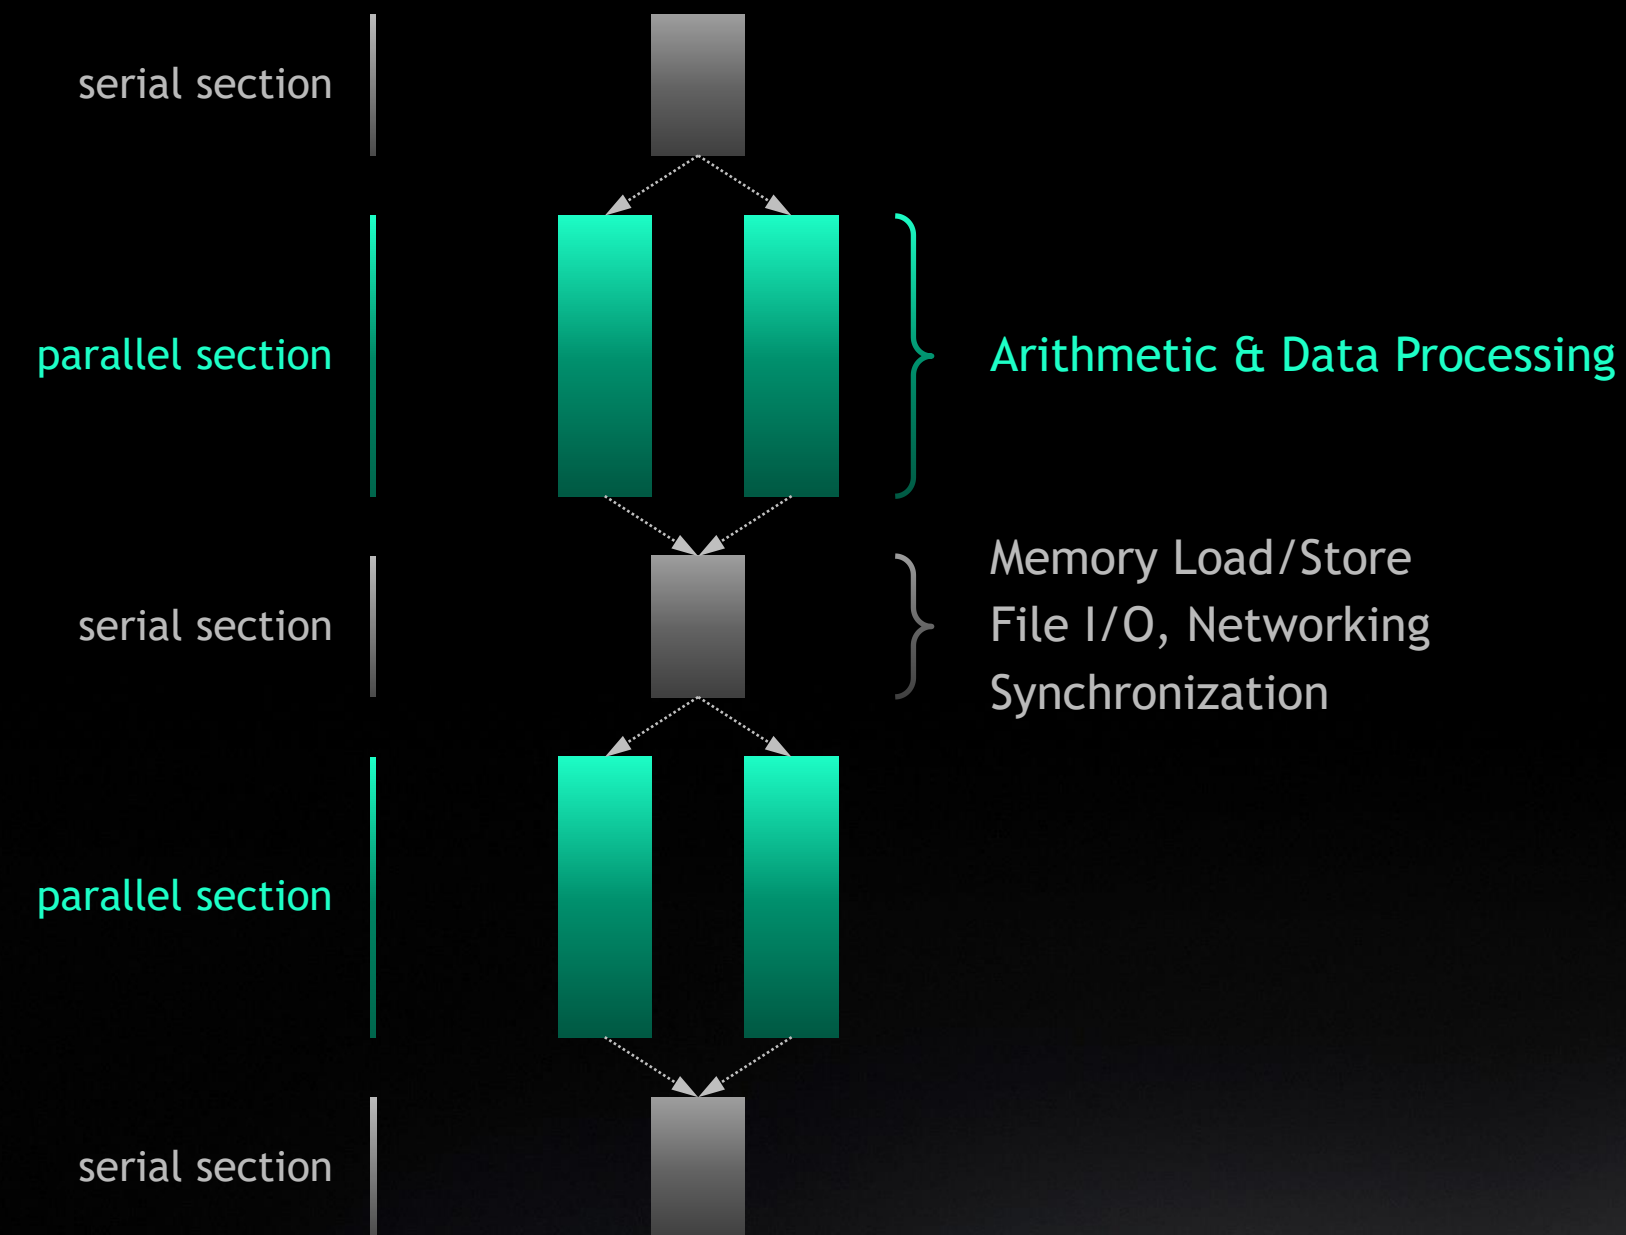 serial section
parallel section
Arithmetic & Data Processing
serial section
Memory Load/Store
File I/O, Networking
Synchronization
parallel section
serial section